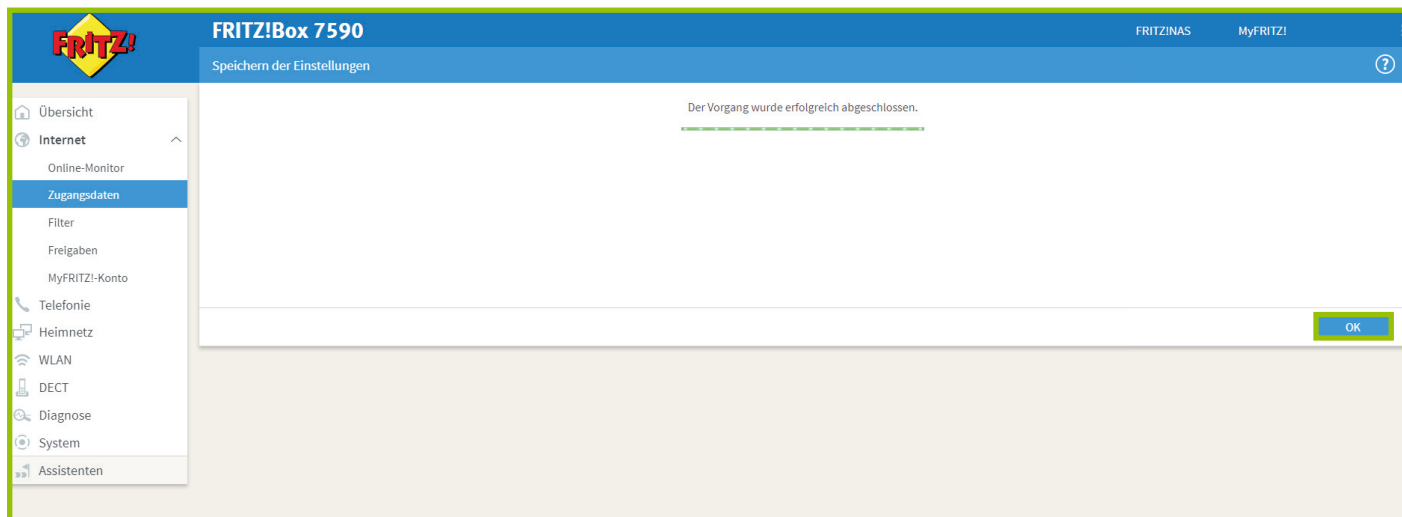 FRITZ!
FRITZ!Box 7590
FRITZ!NAS
MyFRITZ!
Speichern der Einstellungen
?
Übersicht
Internet
Online-Monitor
Zugangsdaten
Filter
Freigaben
MyFRITZ!-Konto
Telefonie
Heimnetz
WLAN
DECT
Diagnose
System
Assistenten
Der Vorgang wurde erfolgreich abgeschlossen.
OK